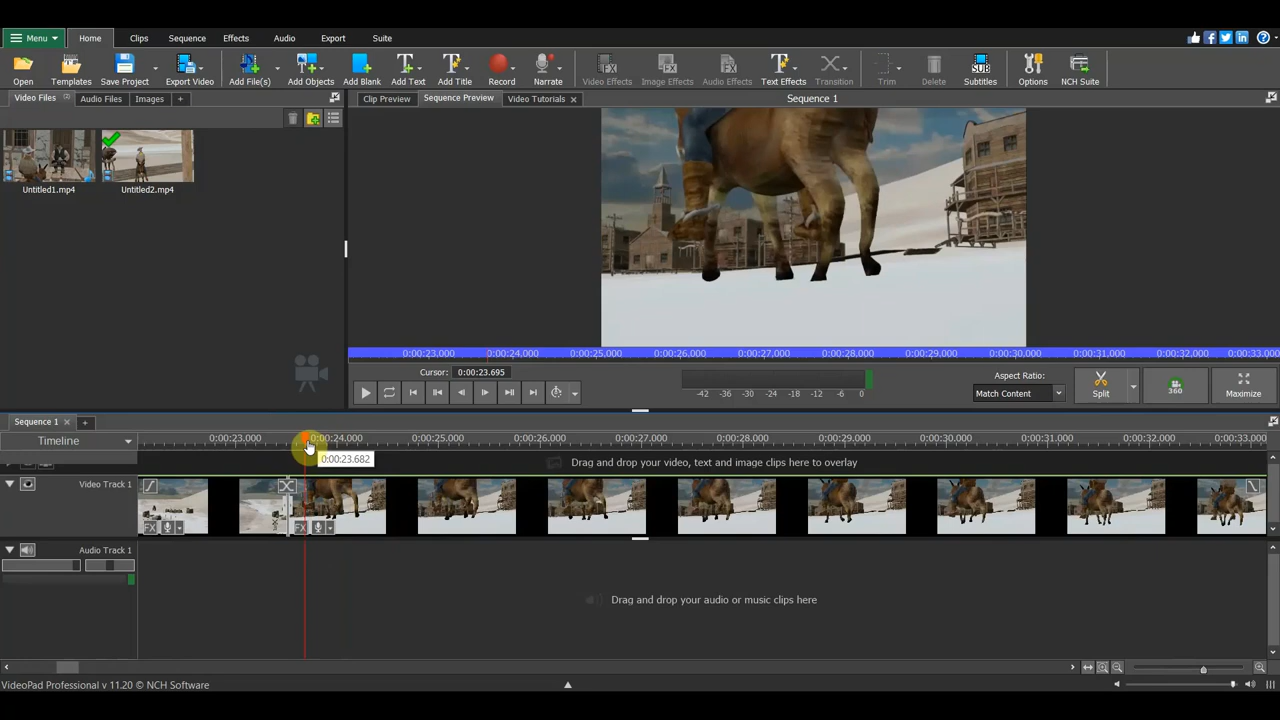 Menu Home Clips Sequence Effects Audio Export Suite
Open Templates Save Project Export Video Add File(s) Add Objects Add Blank Add Text Add Title Record Narrate Video Effects Image Effects Audio Effects Text Effects Transition Trim Delete Subtitles Options NCH Suite
Video Files Audio Files Images + Clip Preview Sequence Preview Video Tutorials Sequence 1
Untitled1.mp4 Untitled2.mp4
0:00:23,000 0:00:24,000 0:00:25,000 0:00:26,000 0:00:27,000 0:00:28,000 0:00:29,000 0:00:30,000 0:00:31,000 0:00:32,000 0:00:33,000
Cursor: 0:00:23.695
-42 -36 -30 -24 -18 -12 -6 0
Aspect Ratio:
Match Content
Split 360 Maximize
Sequence 1 +
Timeline 0:00:23,000 0:00:24,000 0:00:25,000 0:00:26,000 0:00:27,000 0:00:28,000 0:00:29,000 0:00:30,000 0:00:31,000 0:00:32,000 0:00:33,000
0:00:23.682
Drag and drop your video, text and image clips here to overlay
Video Track 1
FX FX
Audio Track 1
Drag and drop your audio or music clips here
VideoPad Professional v 11.20 © NCH Software